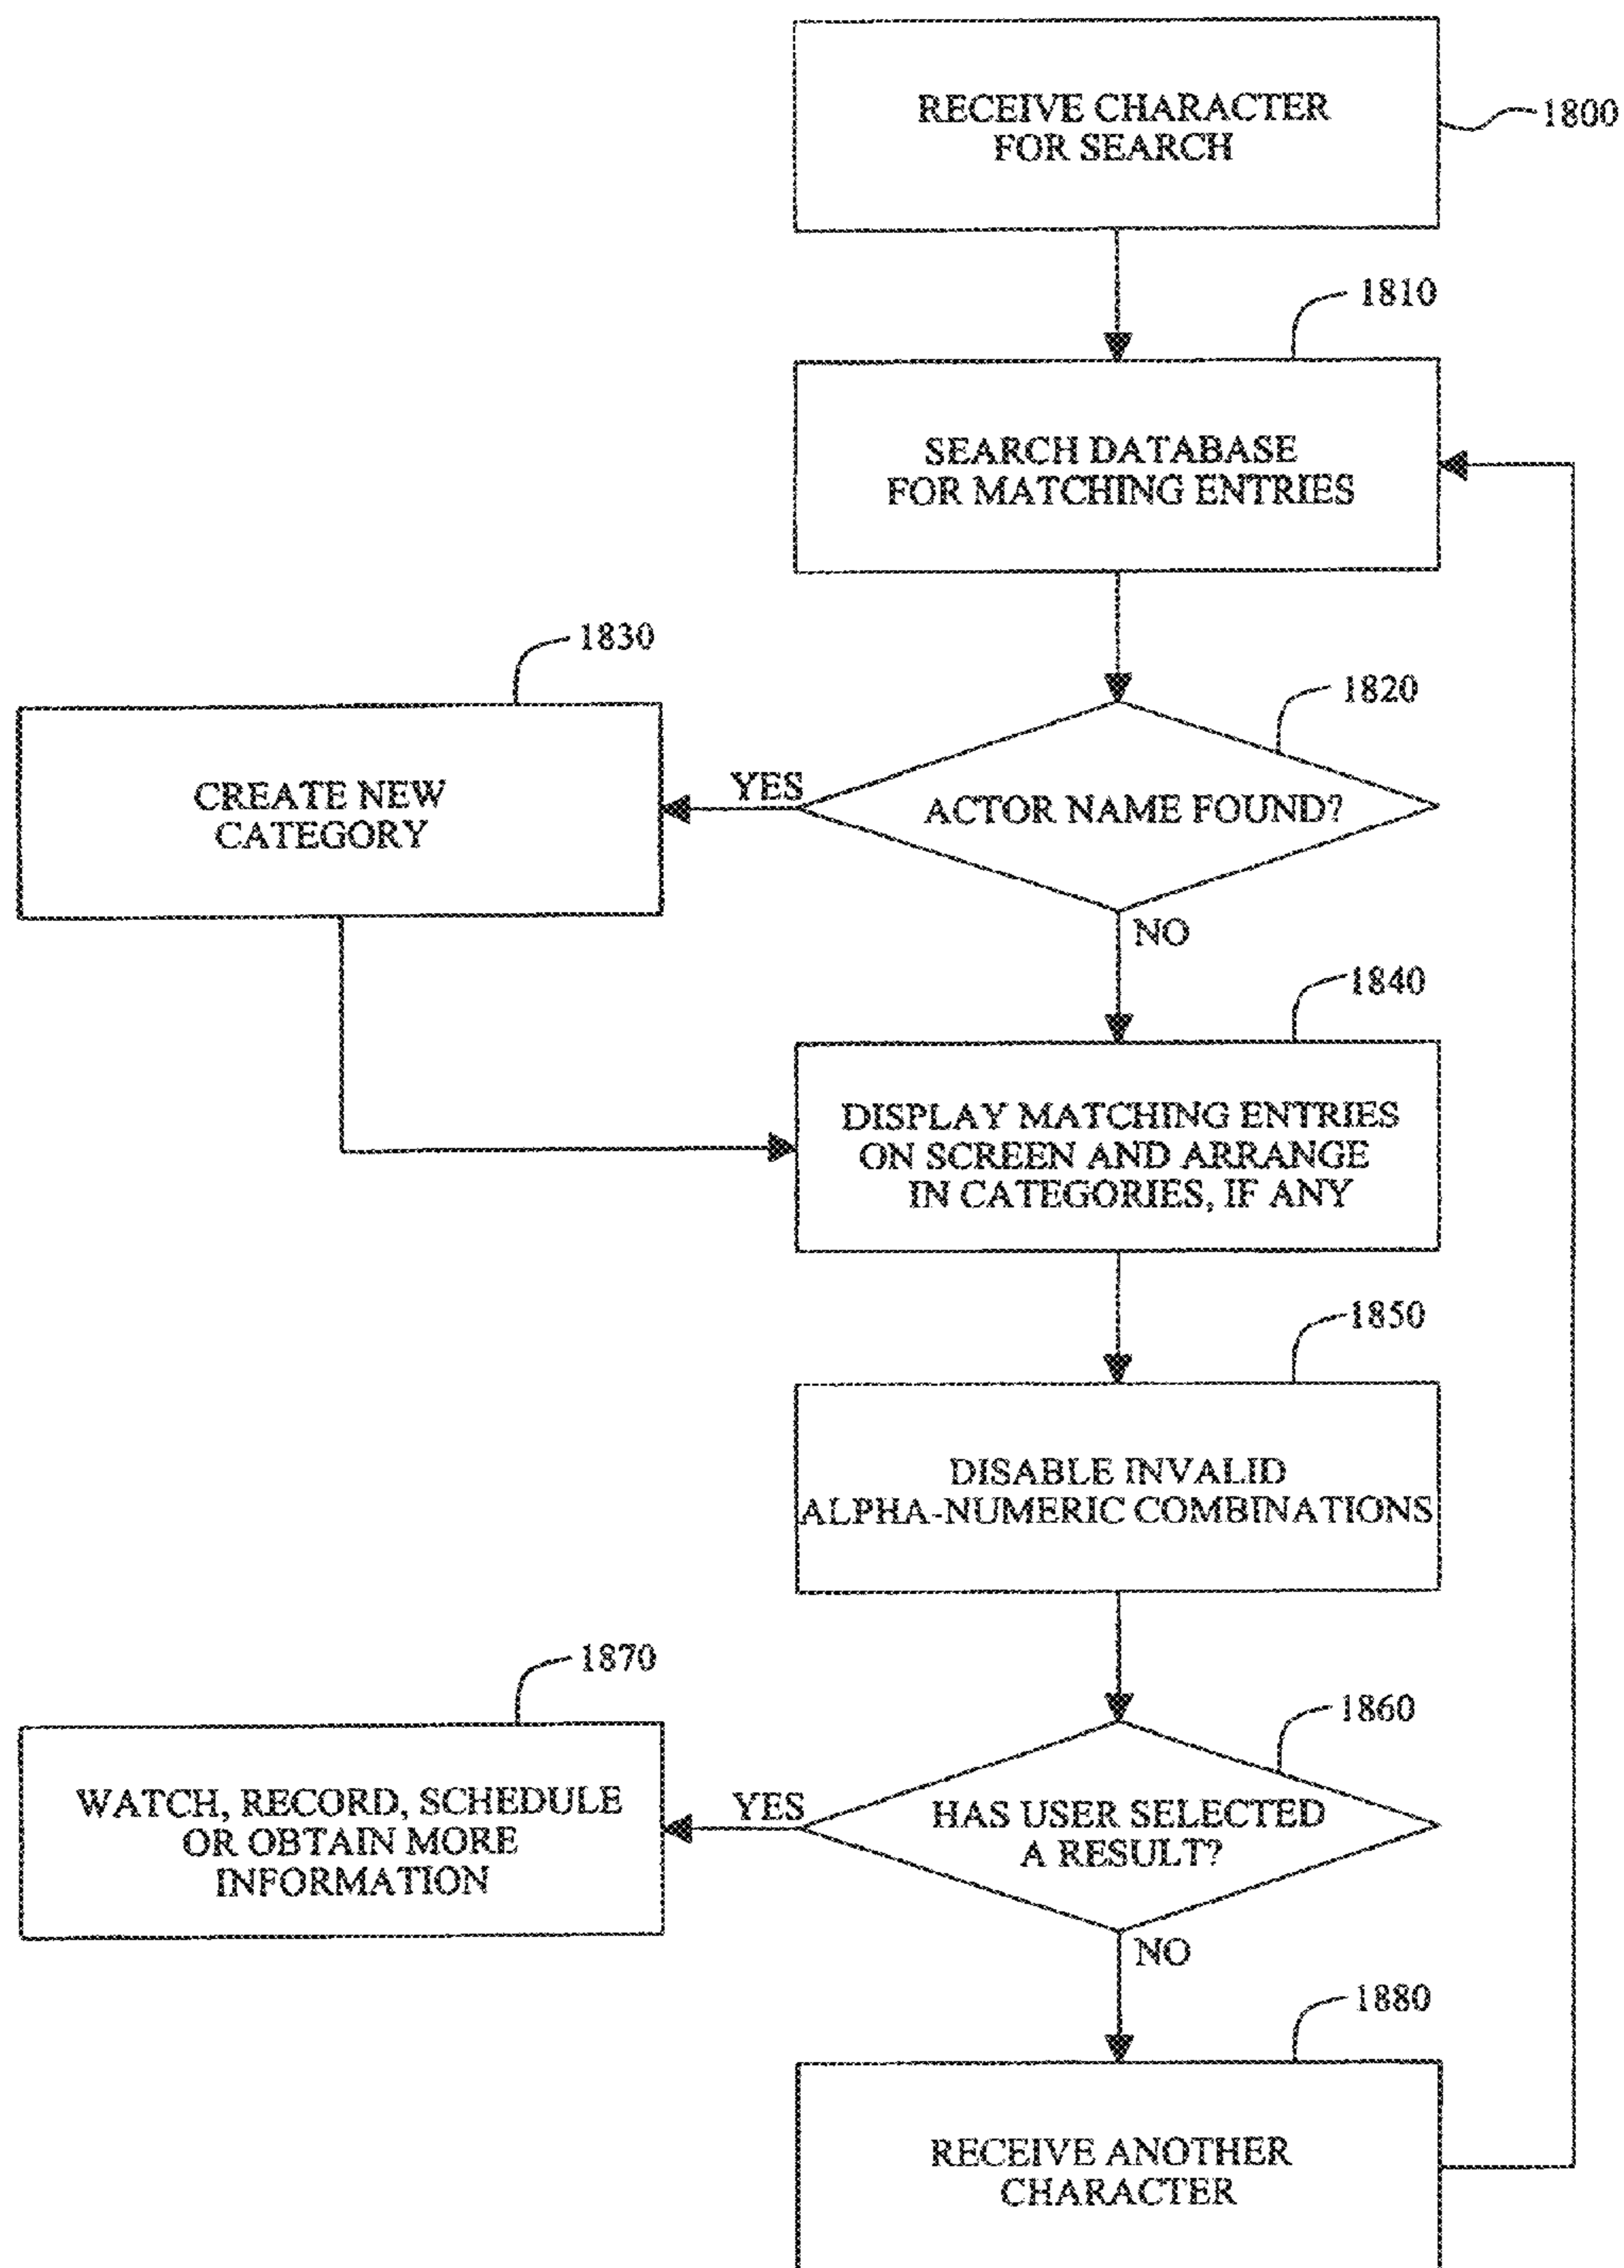 RECEIVE CHARACTER
FOR SEARCH
1800
1810
SEARCH DATABASE
FOR MATCHING ENTRIES
1830
1820
CREATE NEW
CATEGORY
YES
ACTOR NAME FOUND?
NO
1840
DISPLAY MATCHING ENTRIES
ON SCREEN AND ARRANGE
IN CATEGORIES, IF ANY
1850
DISABLE INVALID
ALPHA-NUMERIC COMBINATIONS
1870
1860
WATCH, RECORD, SCHEDULE
OR OBTAIN MORE
INFORMATION
YES
HAS USER SELECTED
A RESULT?
NO
1880
RECEIVE ANOTHER
CHARACTER